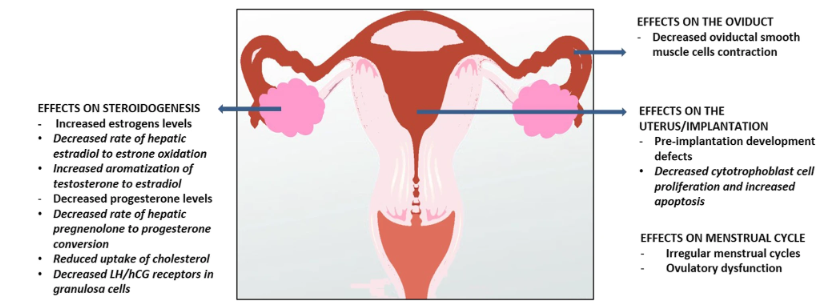 EFFECTS ON STEROIDOGENESIS
- Increased estrogens levels
• Decreased rate of hepatic
estradiol to estrone oxidation
• Increased aromatization of
testosterone to estradiol
- Decreased progesterone levels
• Decreased rate of hepatic
pregnenolone to progesterone
conversion
• Reduced uptake of cholesterol
• Decreased LH/hCG receptors in
granulosa cells
EFFECTS ON THE OVIDUCT
- Decreased oviductal smooth
muscle cells contraction
EFFECTS ON THE
UTERUS/IMPLANTATION
- Pre-implantation development
defects
• Decreased cytotrophoblast cell
proliferation and increased
apoptosis
EFFECTS ON MENSTRUAL CYCLE
- Irregular menstrual cycles
- Ovulatory dysfunction